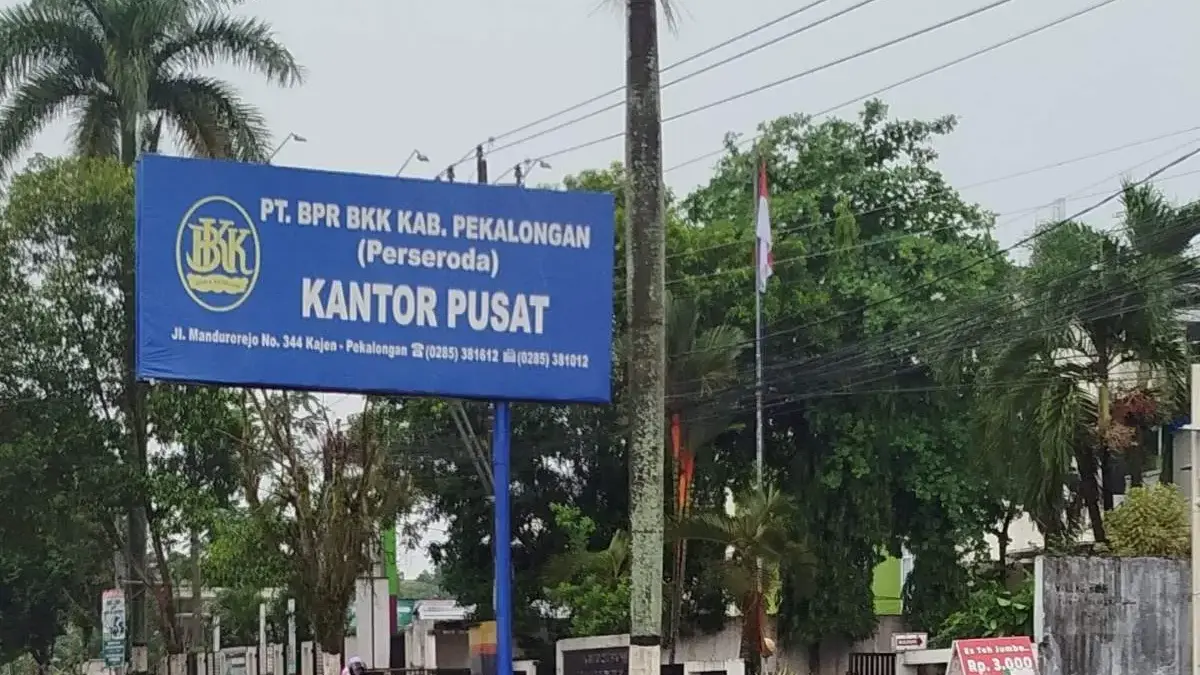 BKK
PT. BPR BKK KAB. PEKALONGAN
(Perseroda)
KANTOR PUSAT
Jl. Mandurorejo No. 344 Kajen - Pekalongan ☎(0285) 381612 📠(0285) 381012
Es Teh Jumbo...
Rp. 3.000